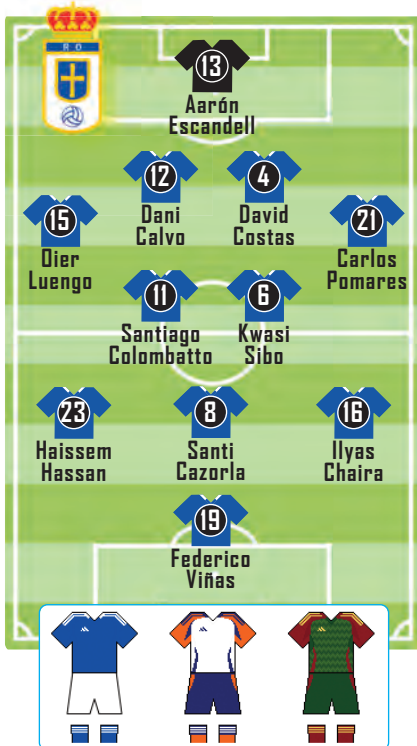 R O
13
Aarón
Escandell
12
Dani
Calvo
4
David
Costas
15
Oier
Luengo
21
Carlos
Pomares
11
Santiago
Colombatto
6
Kwasi
Sibo
23
Haissem
Hassan
8
Santi
Cazorla
16
Ilyas
Chaira
19
Federico
Viñas